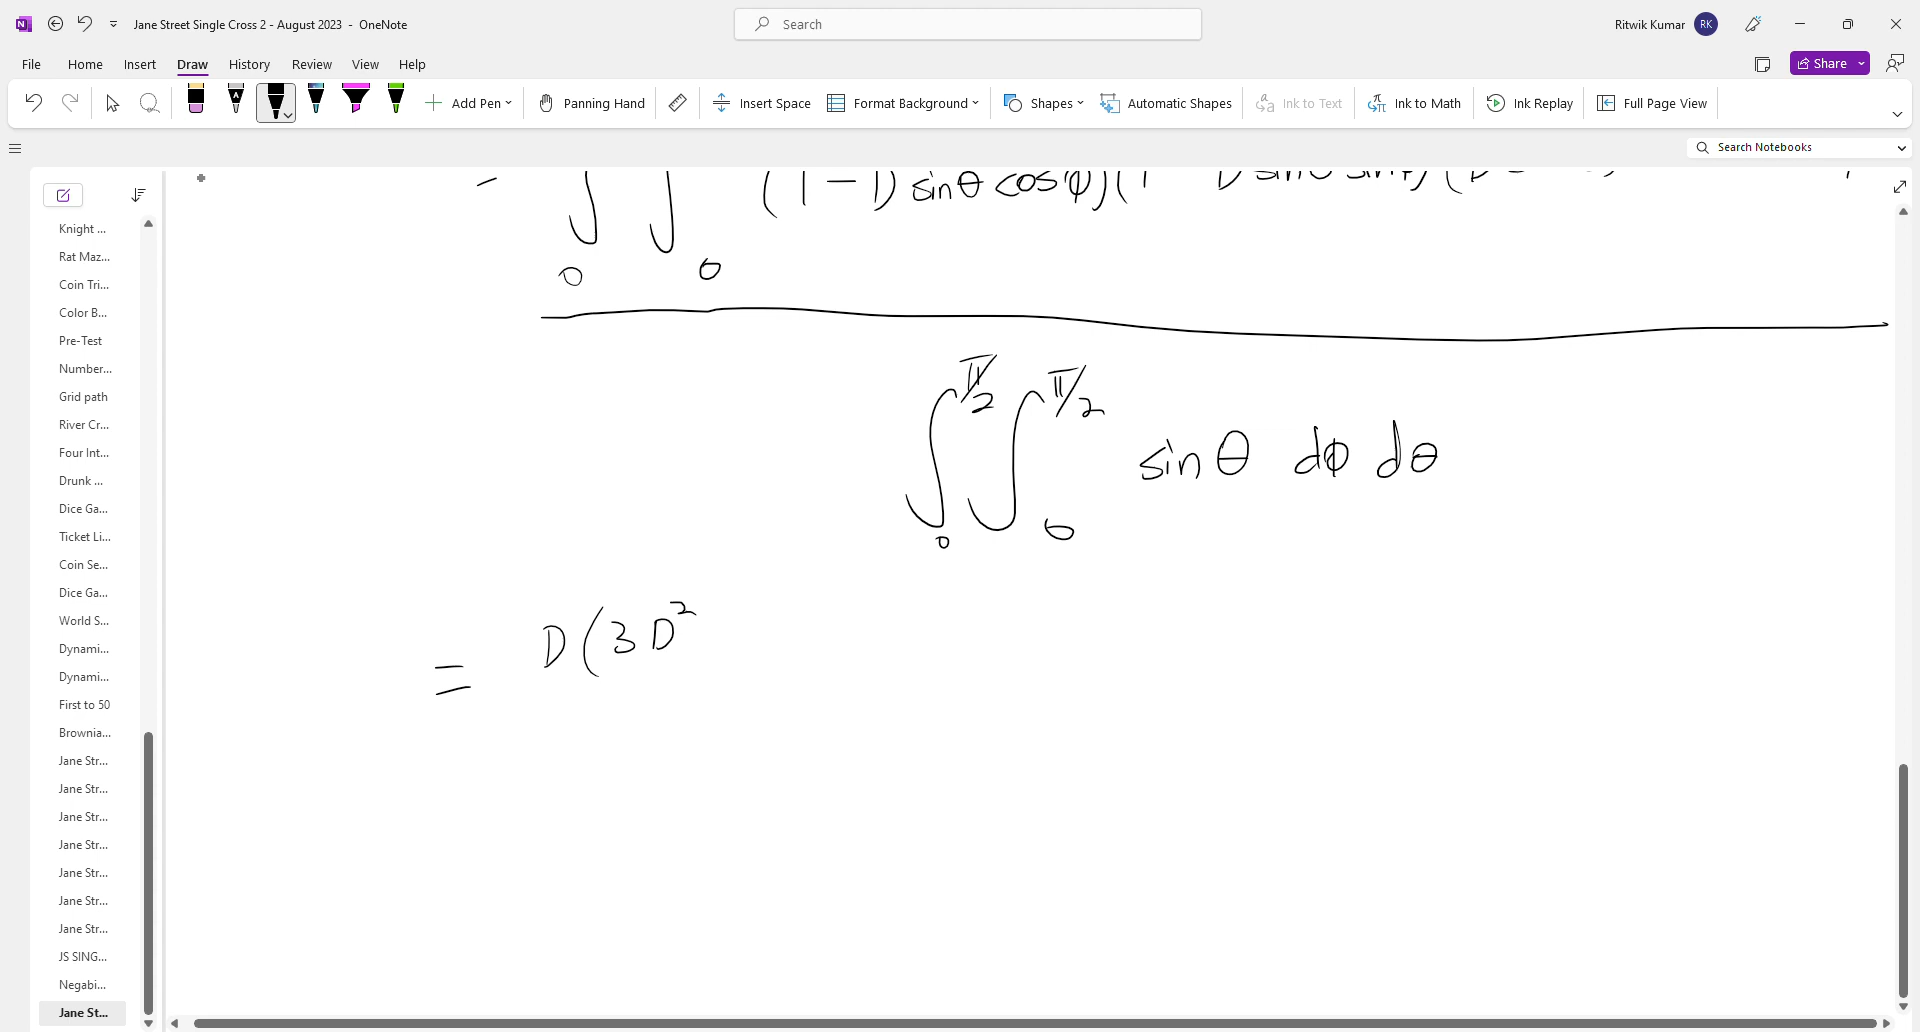 Jane Street Single Cross 2 - August 2023 - OneNote
Search
Ritwik Kumar RK
File Home Insert Draw History Review View Help
Share
Add Pen Panning Hand Insert Space Format Background Shapes Automatic Shapes Ink to Text Ink to Math Ink Replay Full Page View
Search Notebooks
Knight ...
Rat Maz...
Coin Tri...
Color B...
Pre-Test
Number...
Grid path
River Cr...
Four Int...
Drunk ...
Dice Ga...
Ticket Li...
Coin Se...
Dice Ga...
World S...
Dynami...
Dynami...
First to 50
Brownia...
Jane Str...
Jane Str...
Jane Str...
Jane Str...
Jane Str...
Jane Str...
Jane Str...
JS SING...
Negabi...
Jane St...
∫₀ ∫₀ (1 - D sinθ cosφ)(1
∫₀^π/2 ∫₀^π/2 sin θ dφ dθ
= D(3D²